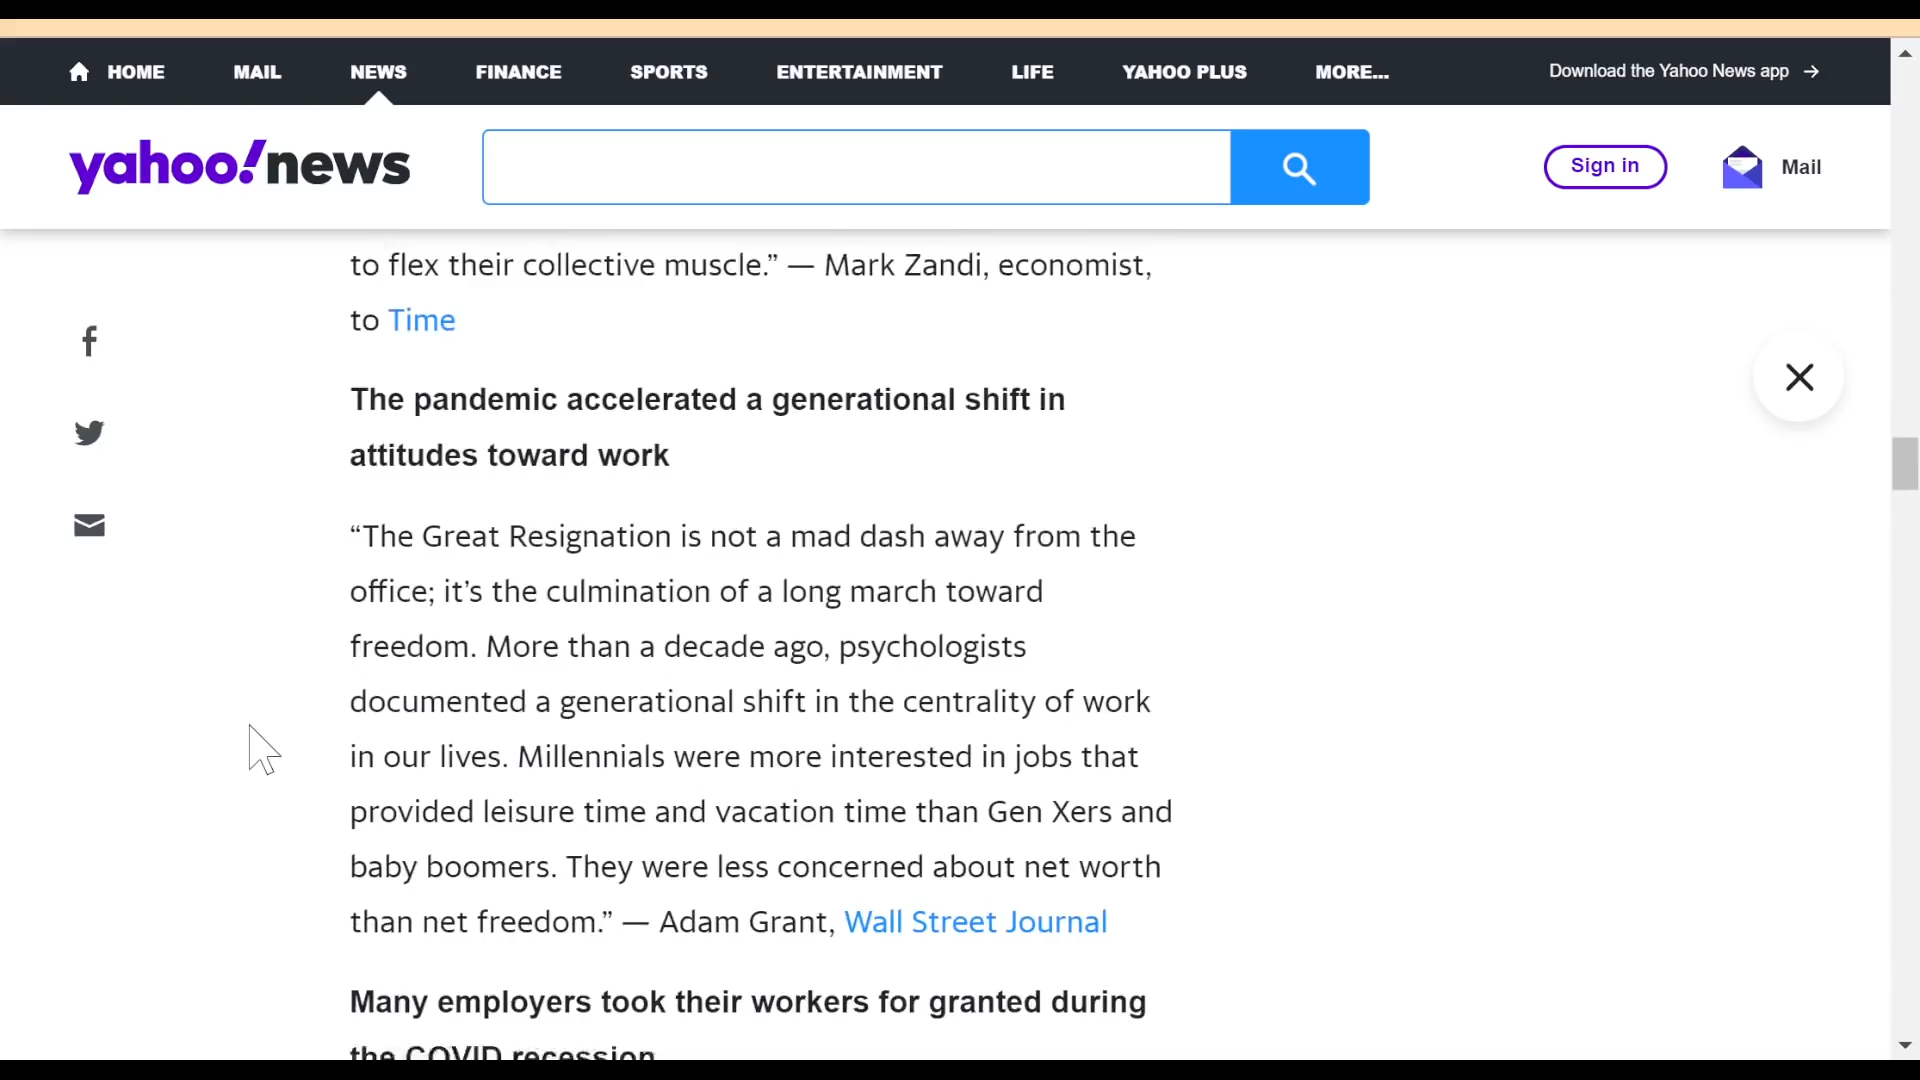 HOME MAIL NEWS FINANCE SPORTS ENTERTAINMENT LIFE YAHOO PLUS MORE... Download the Yahoo News app →
yahoo!news Sign in Mail
to flex their collective muscle.” — Mark Zandi, economist,
to Time
The pandemic accelerated a generational shift in
attitudes toward work
“The Great Resignation is not a mad dash away from the
office; it’s the culmination of a long march toward
freedom. More than a decade ago, psychologists
documented a generational shift in the centrality of work
in our lives. Millennials were more interested in jobs that
provided leisure time and vacation time than Gen Xers and
baby boomers. They were less concerned about net worth
than net freedom.” — Adam Grant, Wall Street Journal
Many employers took their workers for granted during
the COVID recession